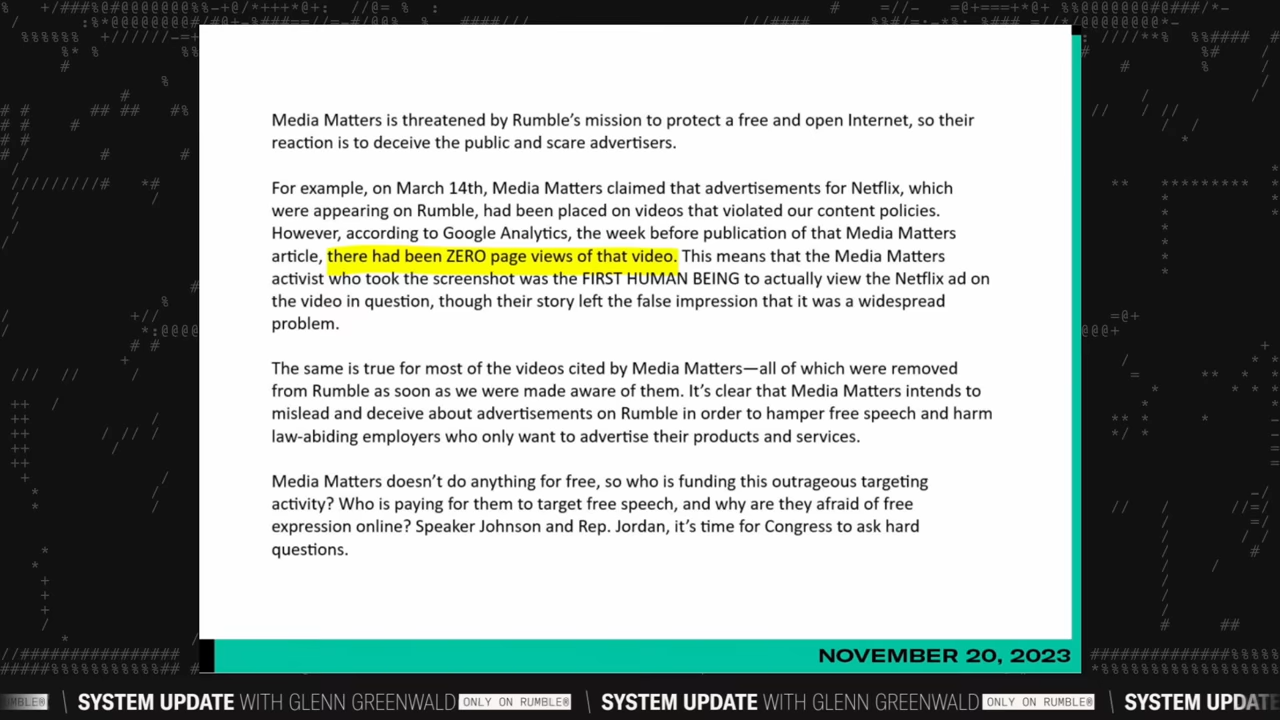 Media Matters is threatened by Rumble's mission to protect a free and open Internet, so their
reaction is to deceive the public and scare advertisers.
For example, on March 14th, Media Matters claimed that advertisements for Netflix, which
were appearing on Rumble, had been placed on videos that violated our content policies.
However, according to Google Analytics, the week before publication of that Media Matters
article, there had been ZERO page views of that video. This means that the Media Matters
activist who took the screenshot was the FIRST HUMAN BEING to actually view the Netflix ad on
the video in question, though their story left the false impression that it was a widespread
problem.
The same is true for most of the videos cited by Media Matters—all of which were removed
from Rumble as soon as we were made aware of them. It's clear that Media Matters intends to
mislead and deceive about advertisements on Rumble in order to hamper free speech and harm
law-abiding employers who only want to advertise their products and services.
Media Matters doesn't do anything for free, so who is funding this outrageous targeting
activity? Who is paying for them to target free speech, and why are they afraid of free
expression online? Speaker Johnson and Rep. Jordan, it's time for Congress to ask hard
questions.
NOVEMBER 20, 2023
UMBLE® \ SYSTEM UPDATE WITH GLENN GREENWALD ONLY ON RUMBLE® \ SYSTEM UPDATE WITH GLENN GREENWALD ONLY ON RUMBLE® \ SYSTEM UPDAT